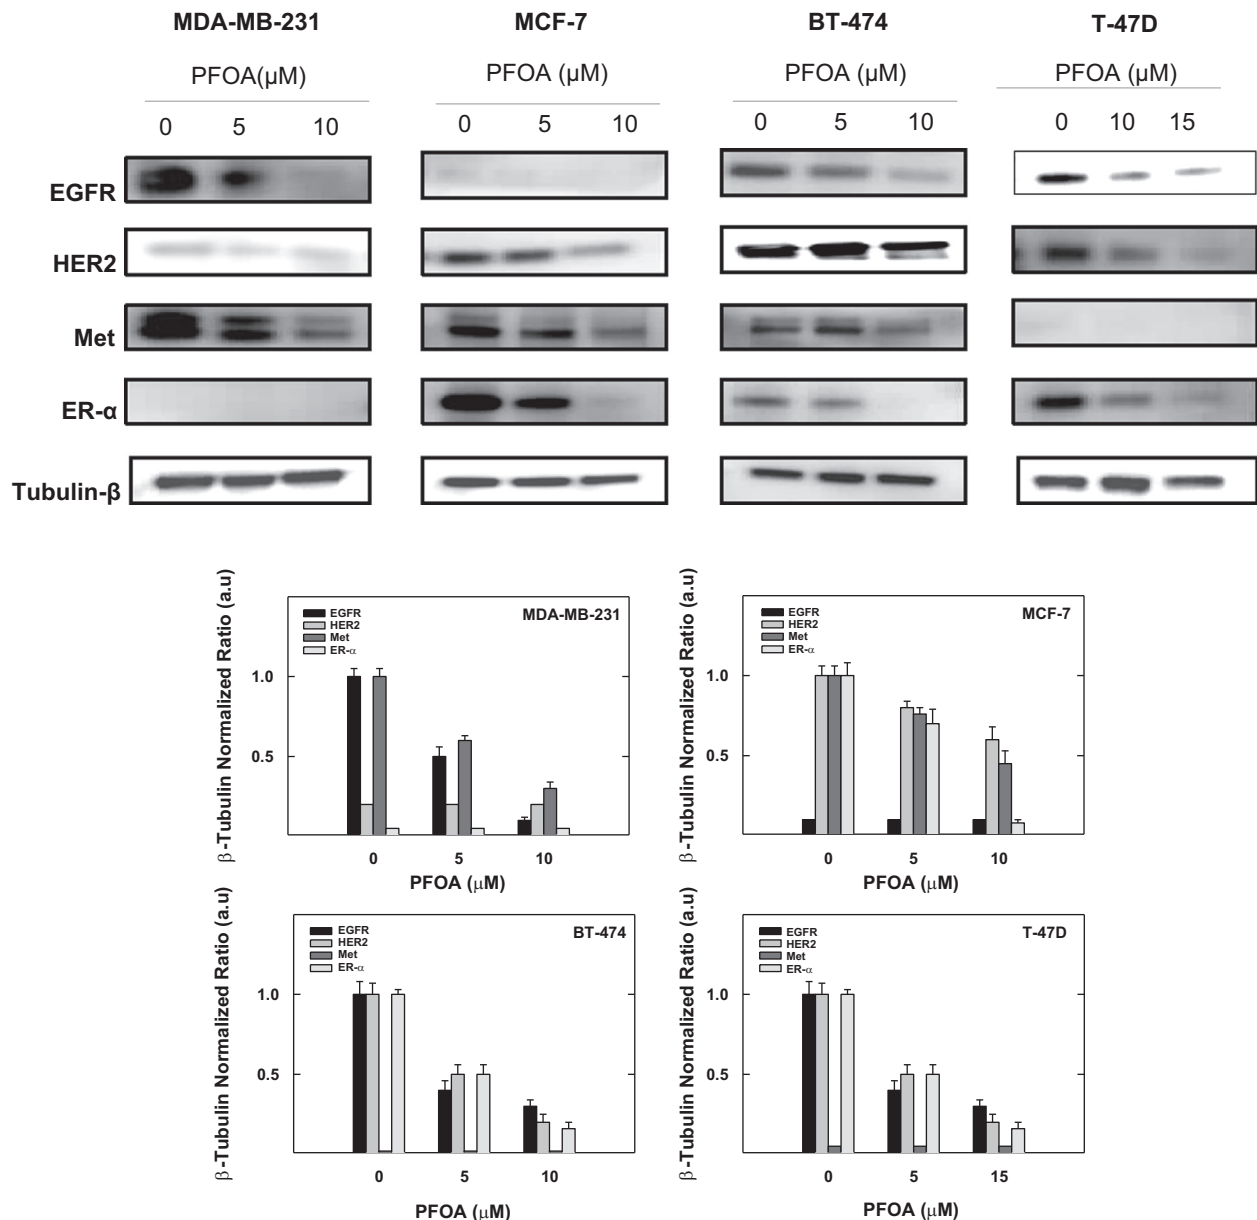 MDA-MB-231 MCF-7 BT-474 T-47D
PFOA(μM) PFOA (μM) PFOA (μM) PFOA (μM)
0 5 10 0 5 10 0 5 10 0 10 15
EGFR
HER2
Met
ER-α
Tubulin-β
β-Tubulin Normalized Ratio (a.u)
EGFR
HER2
Met
ER-α
MDA-MB-231
1.0
0.5
0 5 10
PFOA (μM)
β-Tubulin Normalized Ratio (a.u)
EGFR
HER2
Met
ER-α
MCF-7
1.0
0.5
0 5 10
PFOA (μM)
β-Tubulin Normalized Ratio (a.u)
EGFR
HER2
Met
ER-α
BT-474
1.0
0.5
0 5 10
PFOA (μM)
β-Tubulin Normalized Ratio (a.u)
EGFR
HER2
Met
ER-α
T-47D
1.0
0.5
0 5 15
PFOA (μM)